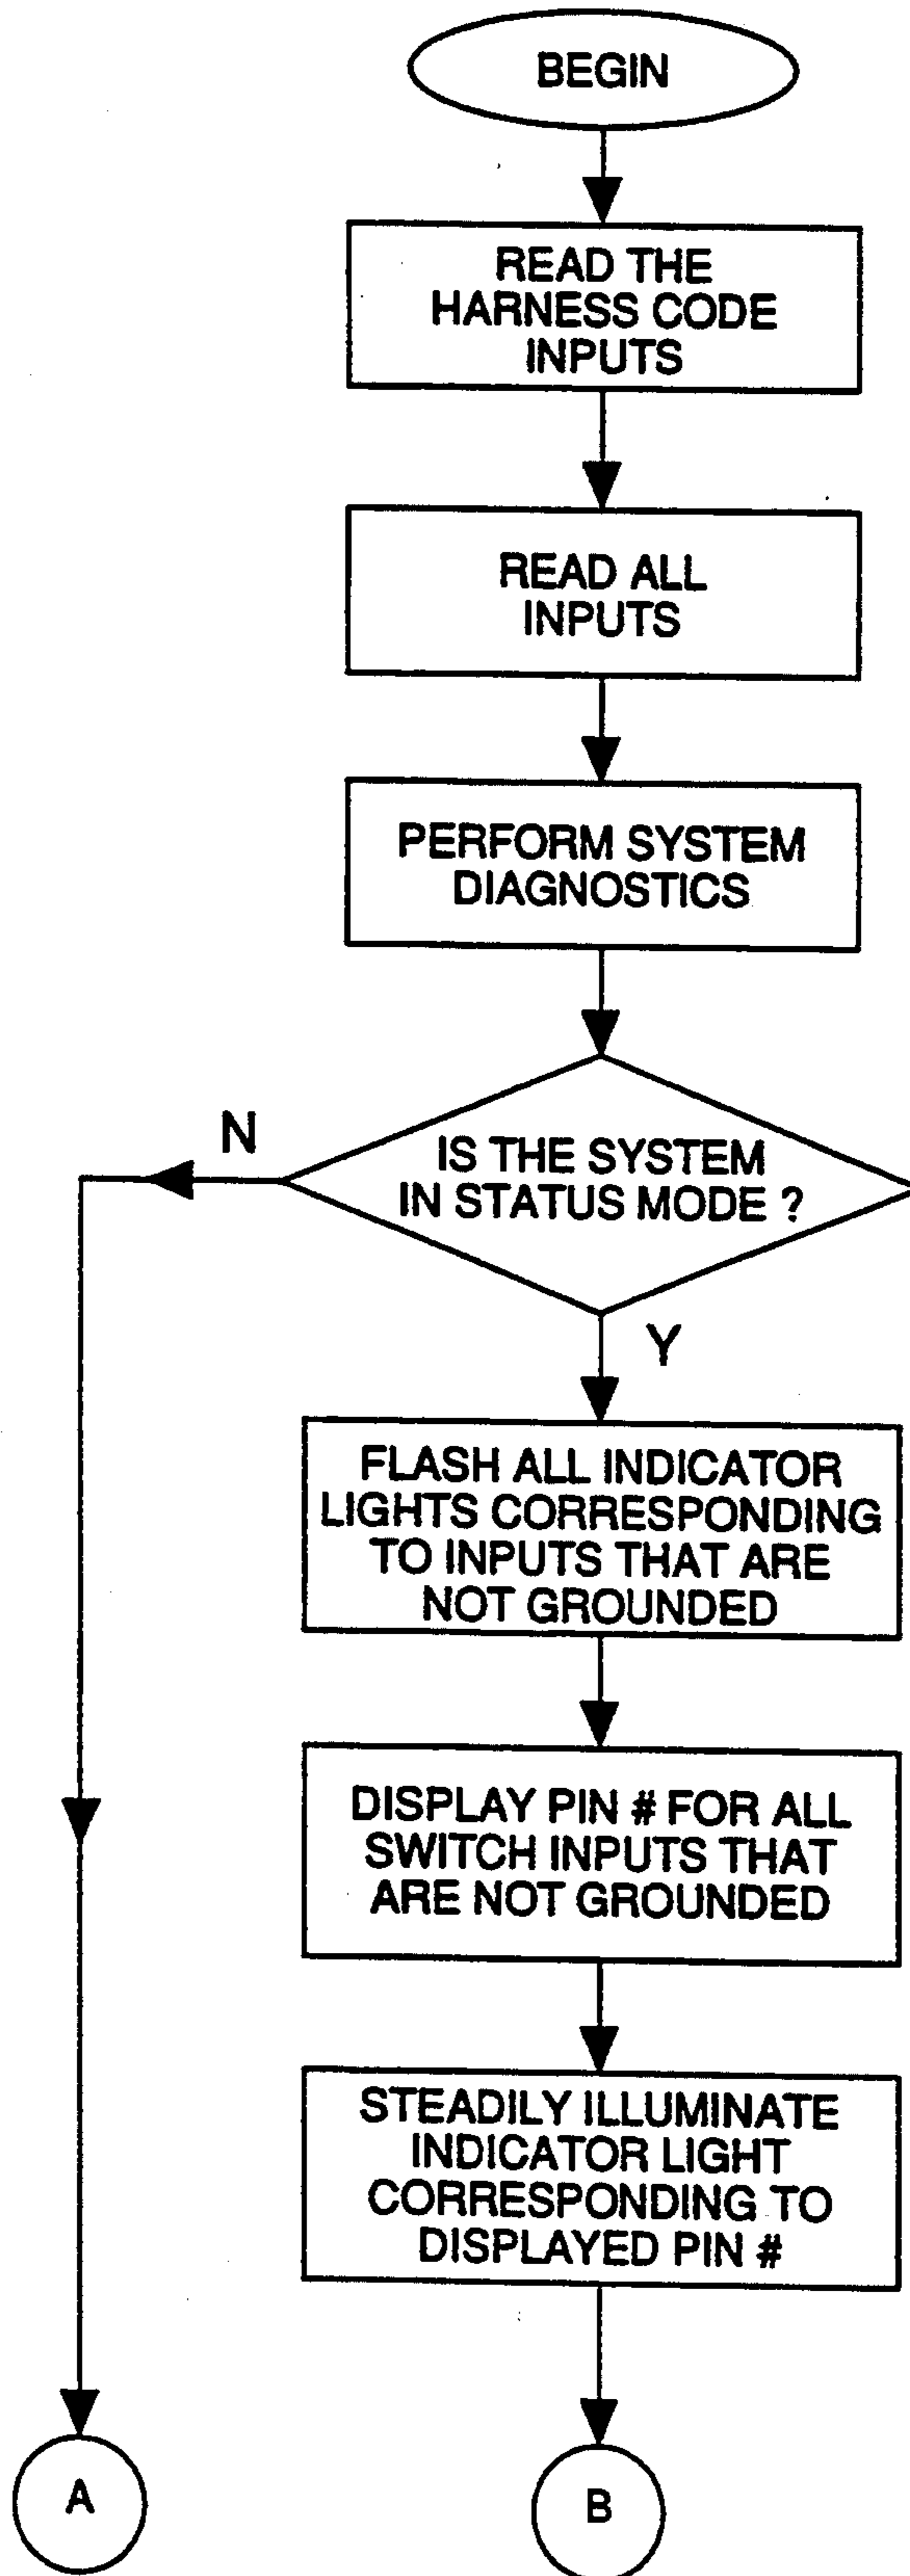 BEGIN
READ THE
HARNESS CODE
INPUTS
READ ALL
INPUTS
PERFORM SYSTEM
DIAGNOSTICS
N
IS THE SYSTEM
IN STATUS MODE ?
Y
FLASH ALL INDICATOR
LIGHTS CORRESPONDING
TO INPUTS THAT ARE
NOT GROUNDED
DISPLAY PIN # FOR ALL
SWITCH INPUTS THAT
ARE NOT GROUNDED
STEADILY ILLUMINATE
INDICATOR LIGHT
CORRESPONDING TO
DISPLAYED PIN #
A
B